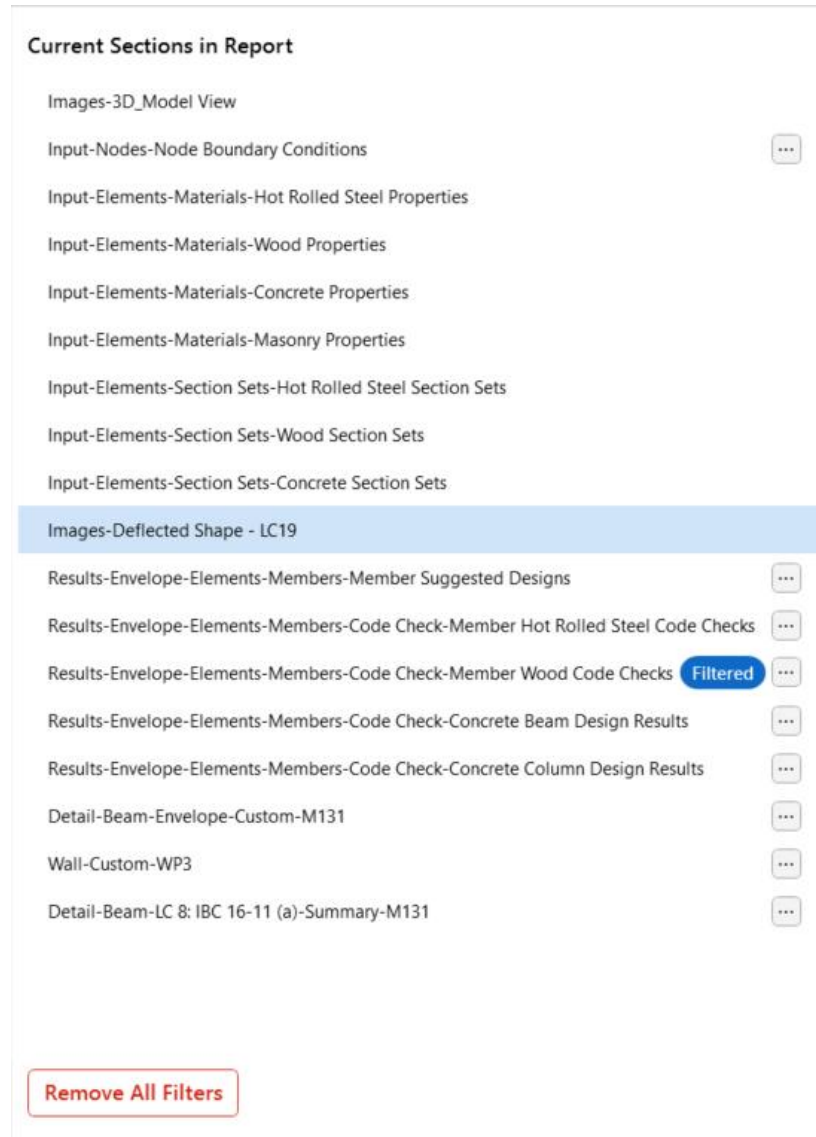 Current Sections in Report
Images-3D_Model View
Input-Nodes-Node Boundary Conditions
...
Input-Elements-Materials-Hot Rolled Steel Properties
Input-Elements-Materials-Wood Properties
Input-Elements-Materials-Concrete Properties
Input-Elements-Materials-Masonry Properties
Input-Elements-Section Sets-Hot Rolled Steel Section Sets
Input-Elements-Section Sets-Wood Section Sets
Input-Elements-Section Sets-Concrete Section Sets
Images-Deflected Shape - LC19
Results-Envelope-Elements-Members-Member Suggested Designs ...
Results-Envelope-Elements-Members-Code Check-Member Hot Rolled Steel Code Checks ...
Results-Envelope-Elements-Members-Code Check-Member Wood Code Checks Filtered ...
Results-Envelope-Elements-Members-Code Check-Concrete Beam Design Results ...
Results-Envelope-Elements-Members-Code Check-Concrete Column Design Results ...
Detail-Beam-Envelope-Custom-M131 ...
Wall-Custom-WP3 ...
Detail-Beam-LC 8: IBC 16-11 (a)-Summary-M131 ...
Remove All Filters